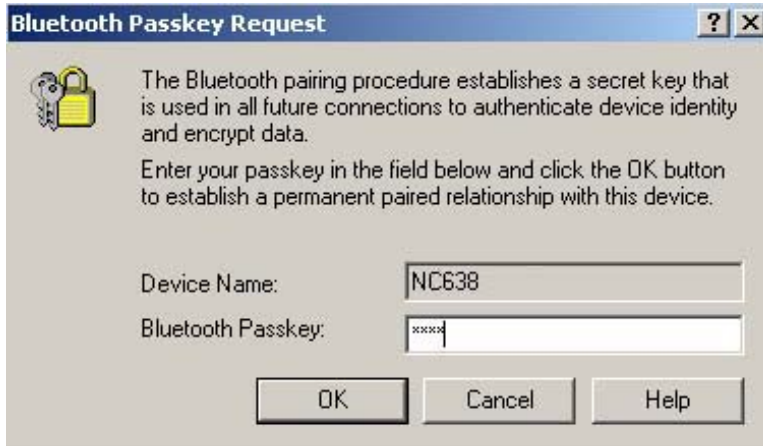 Bluetooth Passkey Request
The Bluetooth pairing procedure establishes a secret key that
is used in all future connections to authenticate device identity
and encrypt data.
Enter your passkey in the field below and click the OK button
to establish a permanent paired relationship with this device.
Device Name: NC638
Bluetooth Passkey: ****
OK Cancel Help